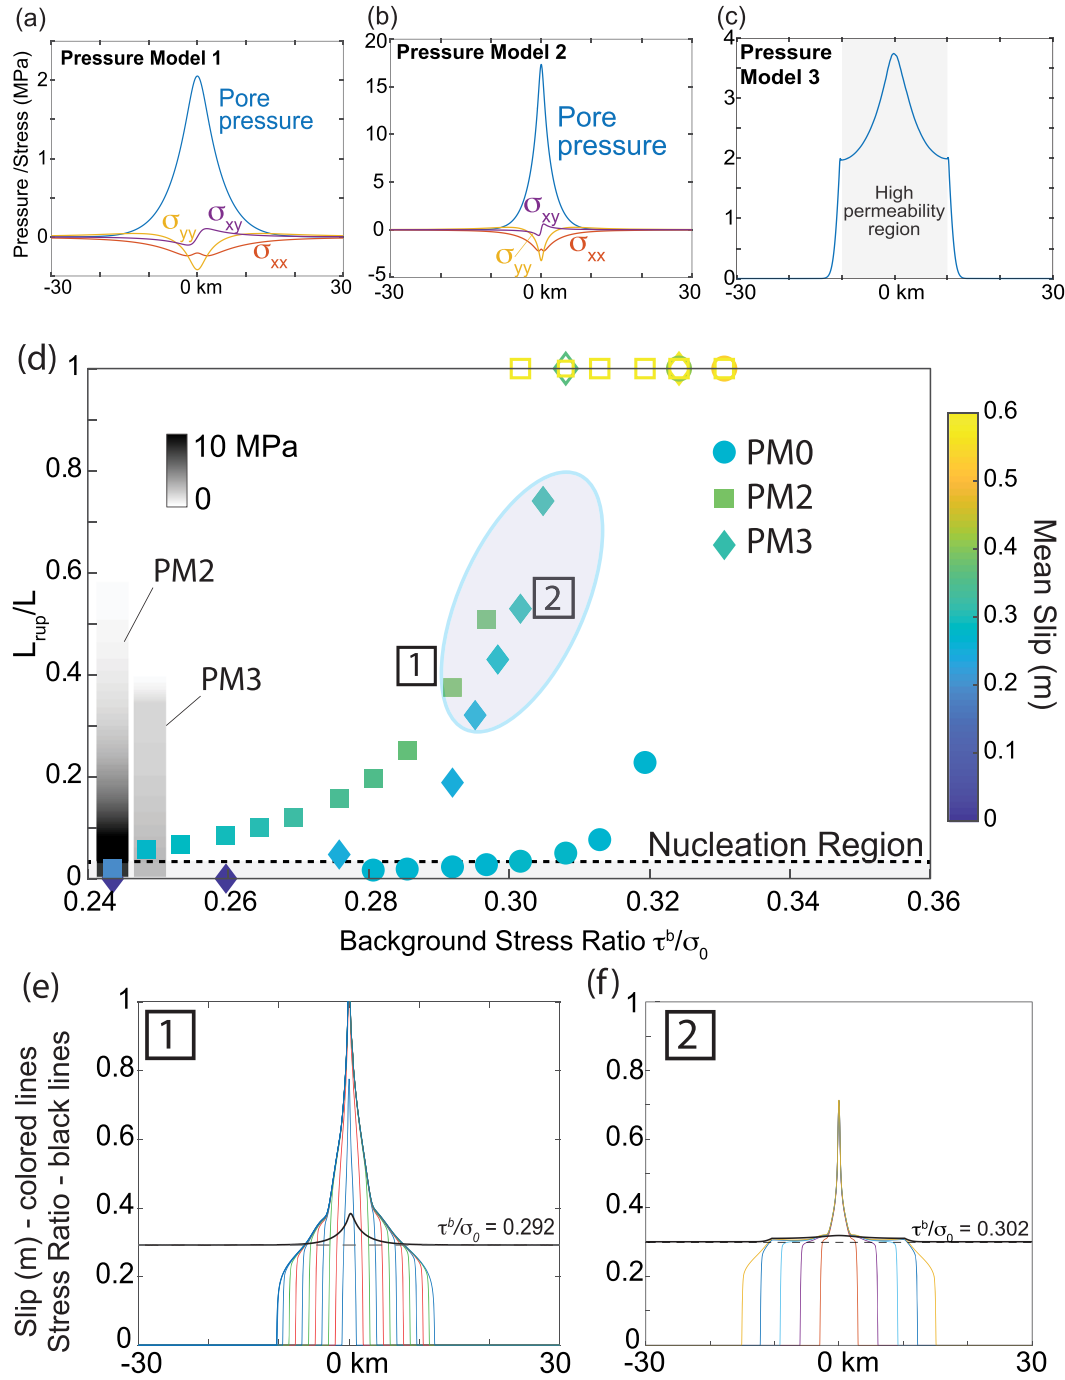 (a)
(b)
(c)
Pressure /Stress (MPa)
Pressure Model 1
Pore
pressure
σyy
σxy
σxx
2
1
0
-30
0 km
30
Pressure Model 2
Pore
pressure
σxy
σyy
σxx
20
15
10
5
0
-5
-30
0 km
30
Pressure
Model 3
High
permeability
region
4
3
2
1
0
-30
0 km
30
(d)
Lrup/L
1
0.8
0.6
0.4
0.2
0
10 MPa
0
PM2
PM3
PM0
PM2
PM3
1
2
Nucleation Region
0.24
0.26
0.28
0.30
0.32
0.34
0.36
Background Stress Ratio τᵇ/σ₀
0.6
0.5
0.4
0.3
0.2
0.1
0
Mean Slip (m)
(e)
(f)
Slip (m) - colored lines
Stress Ratio - black lines
1
τᵇ/σ₀ = 0.292
1
0.8
0.6
0.4
0.2
0
-30
0 km
30
2
τᵇ/σ₀ = 0.302
1
0.8
0.6
0.4
0.2
0
-30
0 km
30